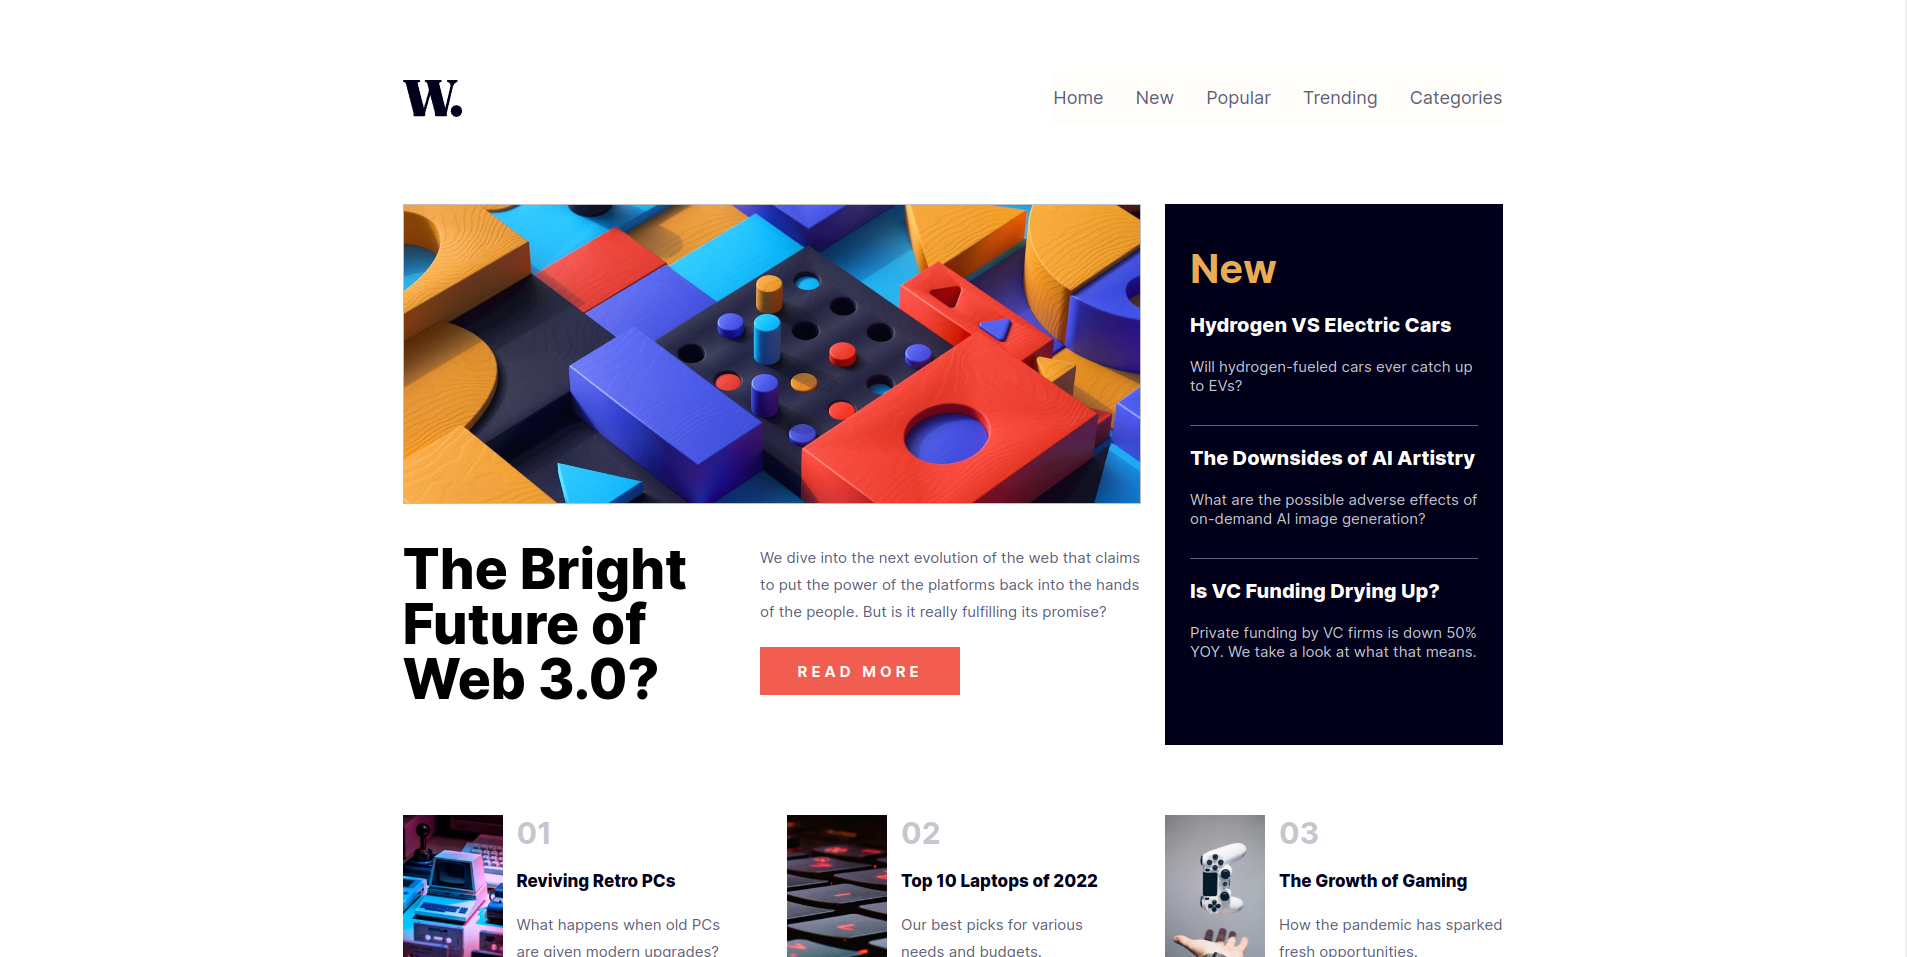 W.
Home New Popular Trending Categories
The Bright
Future of
Web 3.0?
We dive into the next evolution of the web that claims
to put the power of the platforms back into the hands
of the people. But is it really fulfilling its promise?
READ MORE
New
Hydrogen VS Electric Cars
Will hydrogen-fueled cars ever catch up
to EVs?
The Downsides of AI Artistry
What are the possible adverse effects of
on-demand AI image generation?
Is VC Funding Drying Up?
Private funding by VC firms is down 50%
YOY. We take a look at what that means.
01
Reviving Retro PCs
What happens when old PCs
are given modern upgrades?
02
Top 10 Laptops of 2022
Our best picks for various
needs and budgets.
03
The Growth of Gaming
How the pandemic has sparked
fresh opportunities.